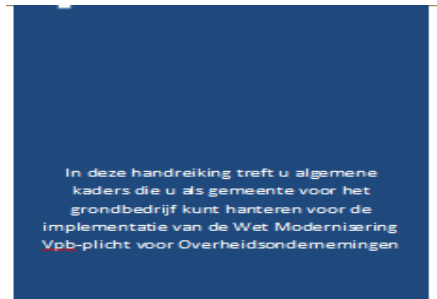 In deze handreiking treft u algemene
kaders die u als gemeente voor het
grondbedrijf kunt hanteren voor de
implementatie van de Wet Modernisering
Vpb-plicht voor Overheidsondernemingen